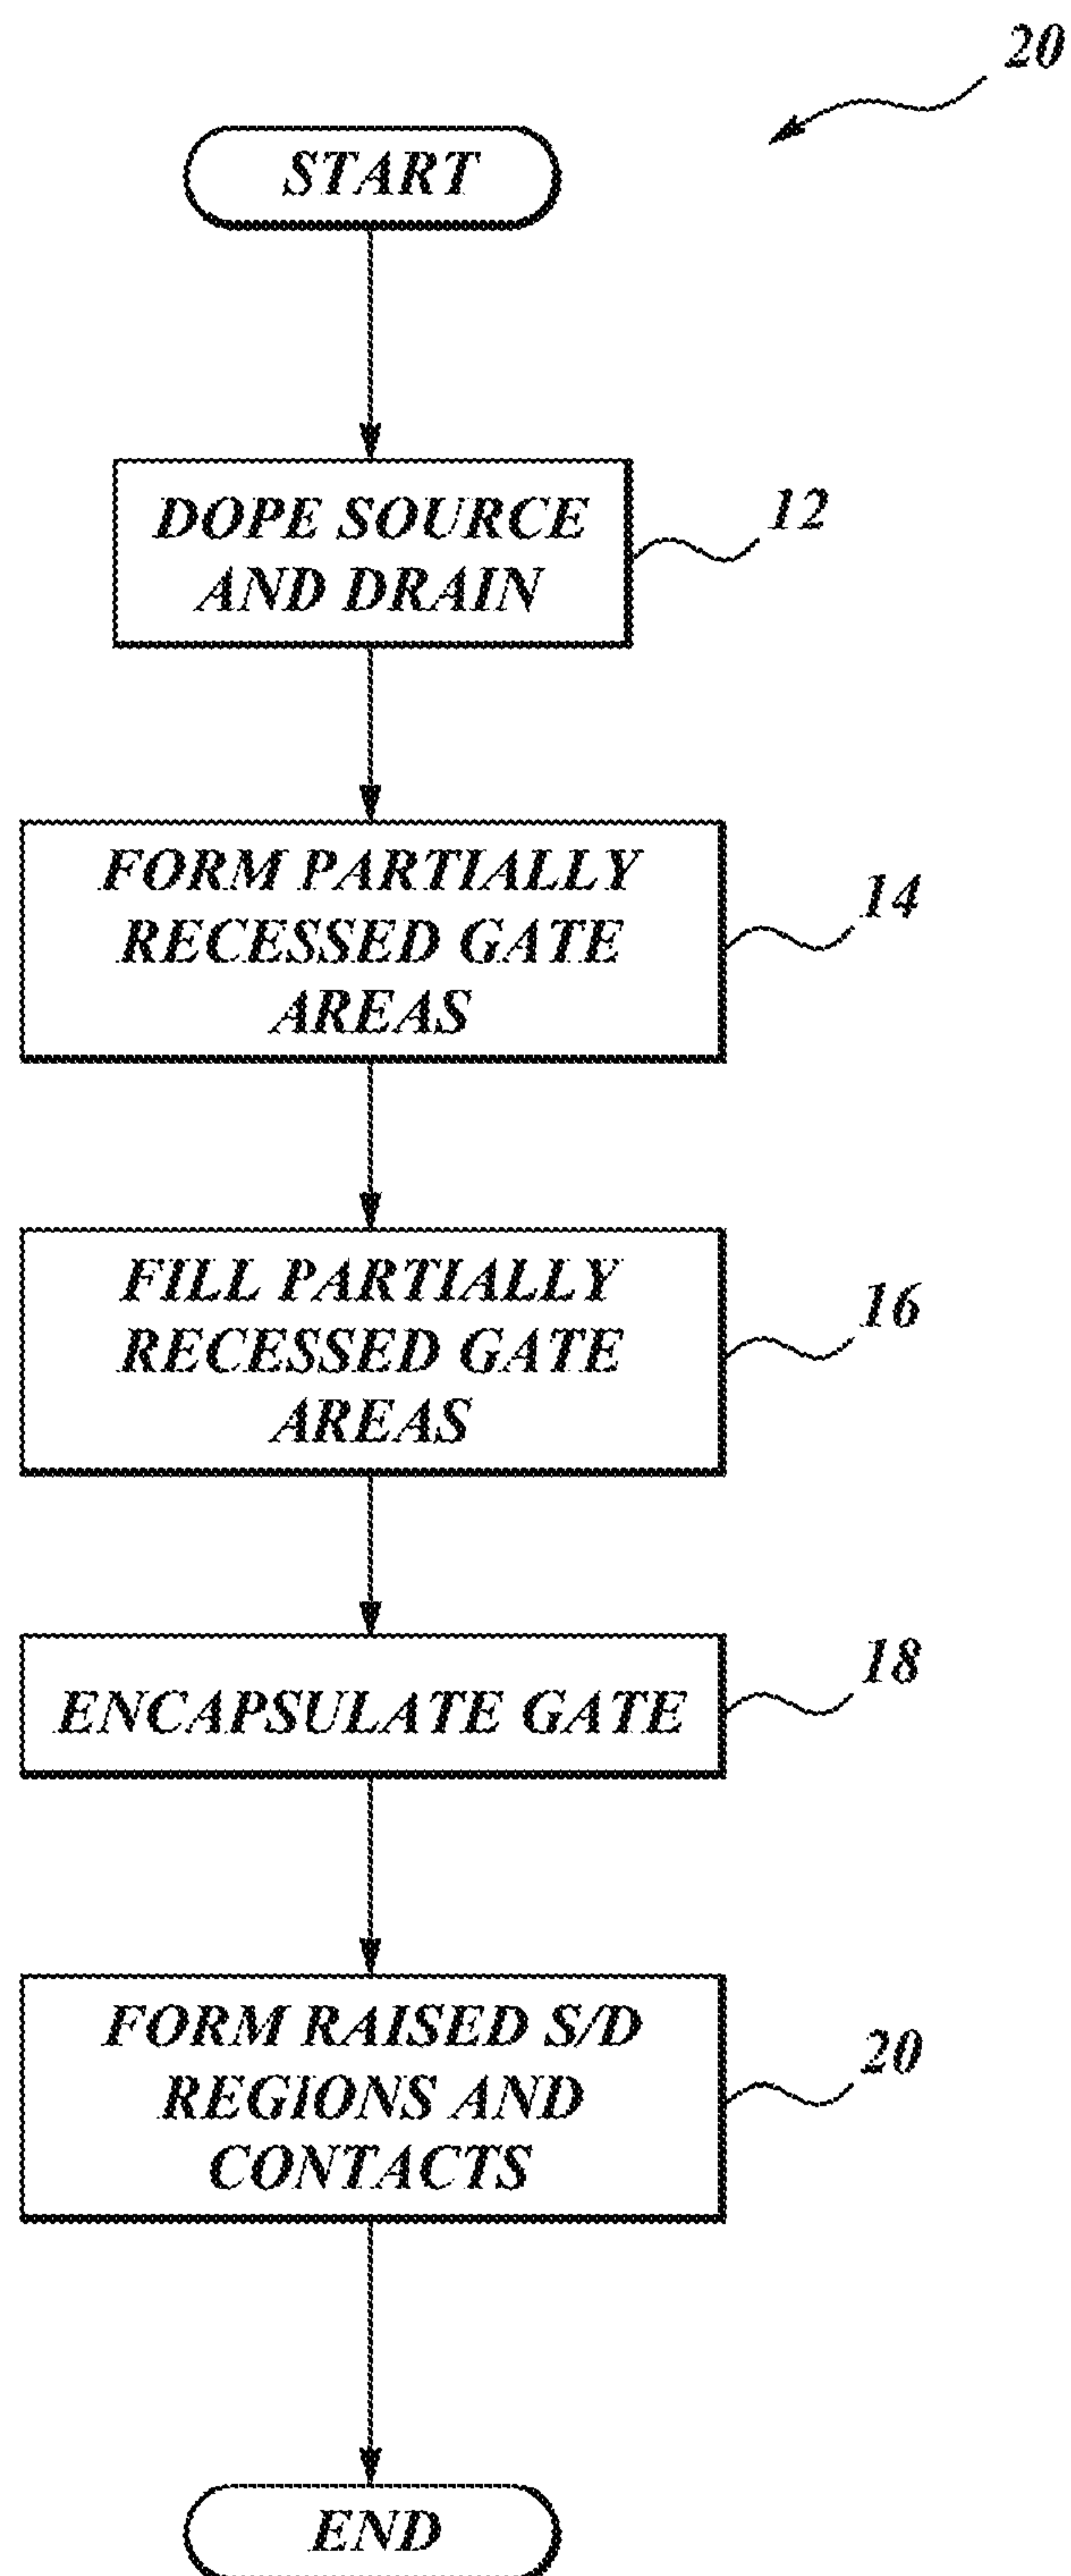 20
START
DOPE SOURCE
AND DRAIN
12
FORM PARTIALLY
RECESSED GATE
AREAS
14
FILL PARTIALLY
RECESSED GATE
AREAS
16
ENCAPSULATE GATE
18
FORM RAISED S/D
REGIONS AND
CONTACTS
20
END